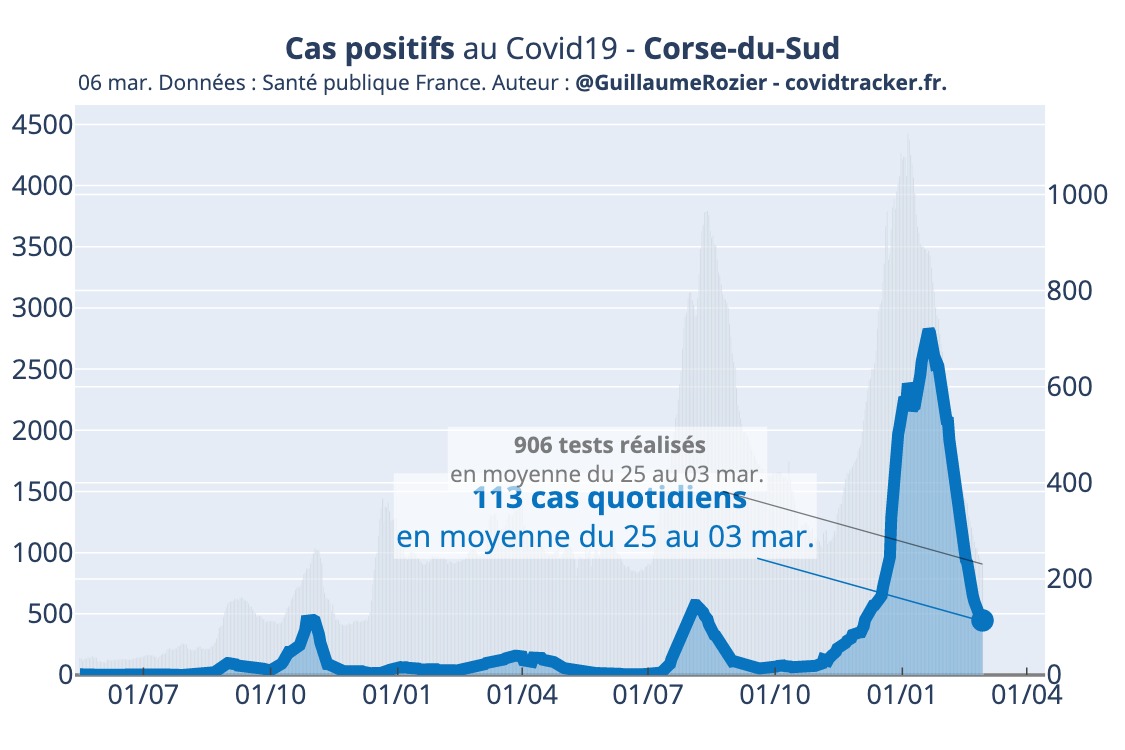 Cas positifs au Covid19 - Corse-du-Sud
06 mar. Données : Santé publique France. Auteur : @GuillaumeRozier - covidtracker.fr.
4500
4000
3500
3000
2500
2000
1500
1000
500
0
1000
800
600
400
200
0
906 tests réalisés
en moyenne du 25 au 03 mar.
113 cas quotidiens
en moyenne du 25 au 03 mar.
01/07 01/10 01/01 01/04 01/07 01/10 01/01 01/04